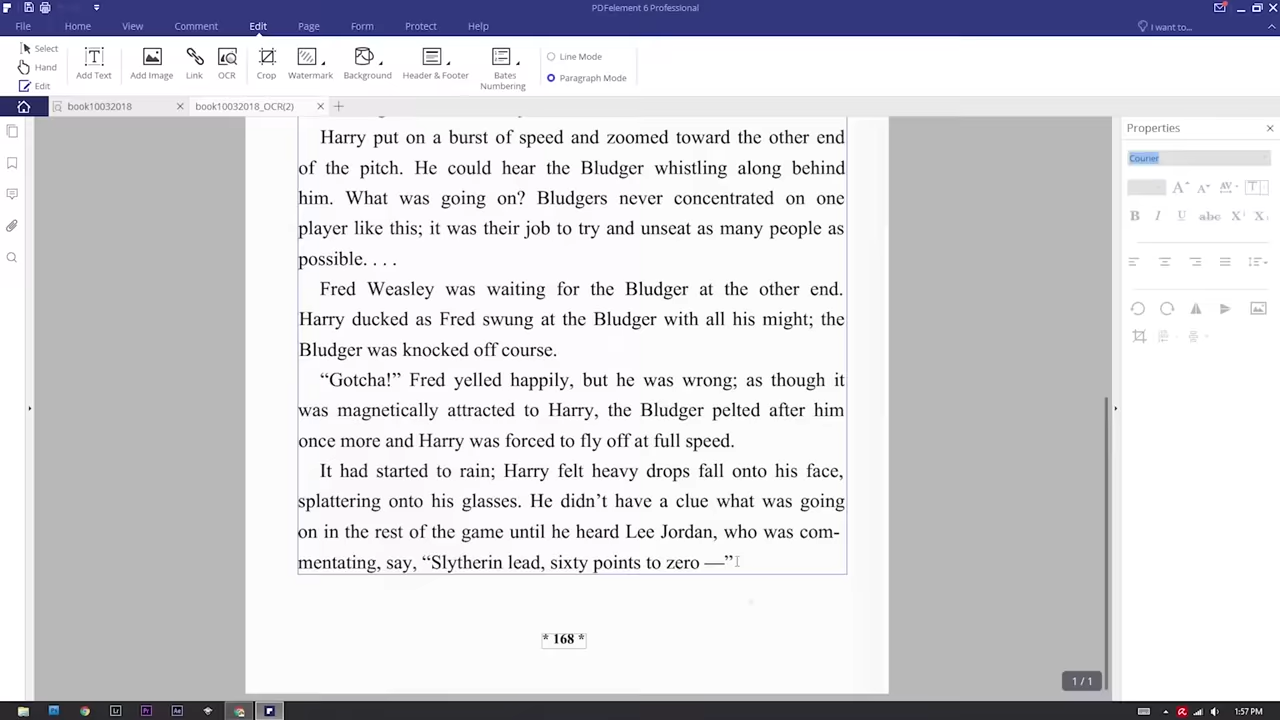 PDFelement 6 Professional
File Home View Comment Edit Page Form Protect Help I want to...
Select
Hand
Edit
Add Text Add Image Link OCR Crop Watermark Background Header & Footer Bates Numbering
Line Mode
Paragraph Mode
book10032018 book10032018_OCR(2)
Harry put on a burst of speed and zoomed toward the other end
of the pitch. He could hear the Bludger whistling along behind
him. What was going on? Bludgers never concentrated on one
player like this; it was their job to try and unseat as many people as
possible. . . .
Fred Weasley was waiting for the Bludger at the other end.
Harry ducked as Fred swung at the Bludger with all his might; the
Bludger was knocked off course.
“Gotcha!” Fred yelled happily, but he was wrong; as though it
was magnetically attracted to Harry, the Bludger pelted after him
once more and Harry was forced to fly off at full speed.
It had started to rain; Harry felt heavy drops fall onto his face,
splattering onto his glasses. He didn’t have a clue what was going
on in the rest of the game until he heard Lee Jordan, who was com-
mentating, say, “Slytherin lead, sixty points to zero —”
* 168 *
1 / 1
Properties
Courier
1:57 PM